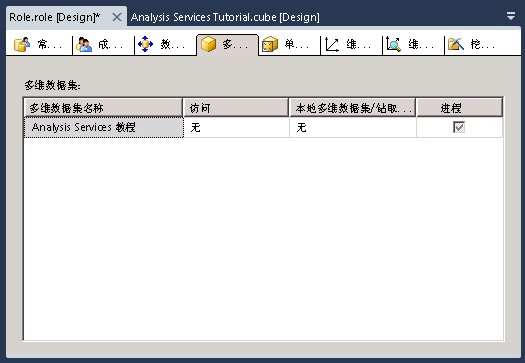 Role.role [Design]* Analysis Services Tutorial.cube [Design]
常... 成... 数... 多... 单... 维... 维... 挖...
多维数据集:
多维数据集名称 访问 本地多维数据集/钻取... 进程
Analysis Services 教程 无 无